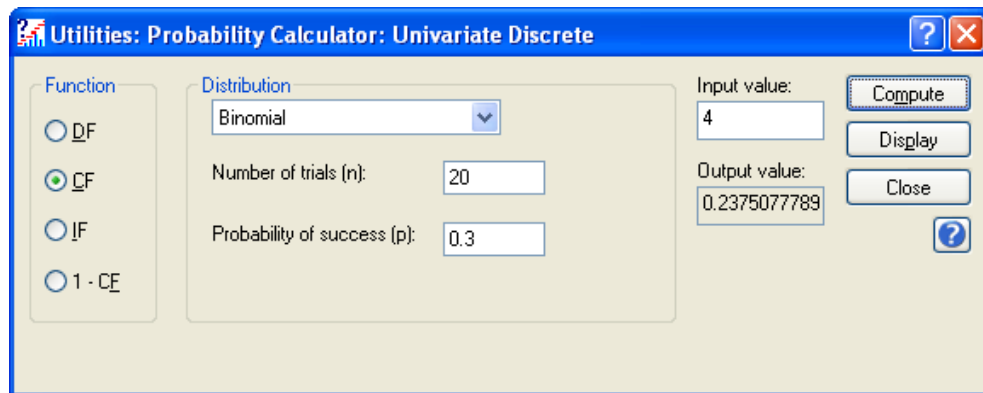 Utilities: Probability Calculator: Univariate Discrete
Function
DF
CF
IF
1 - CF
Distribution
Binomial
Number of trials (n):
20
Probability of success (p):
0.3
Input value:
4
Output value:
0.2375077789
Compute
Display
Close